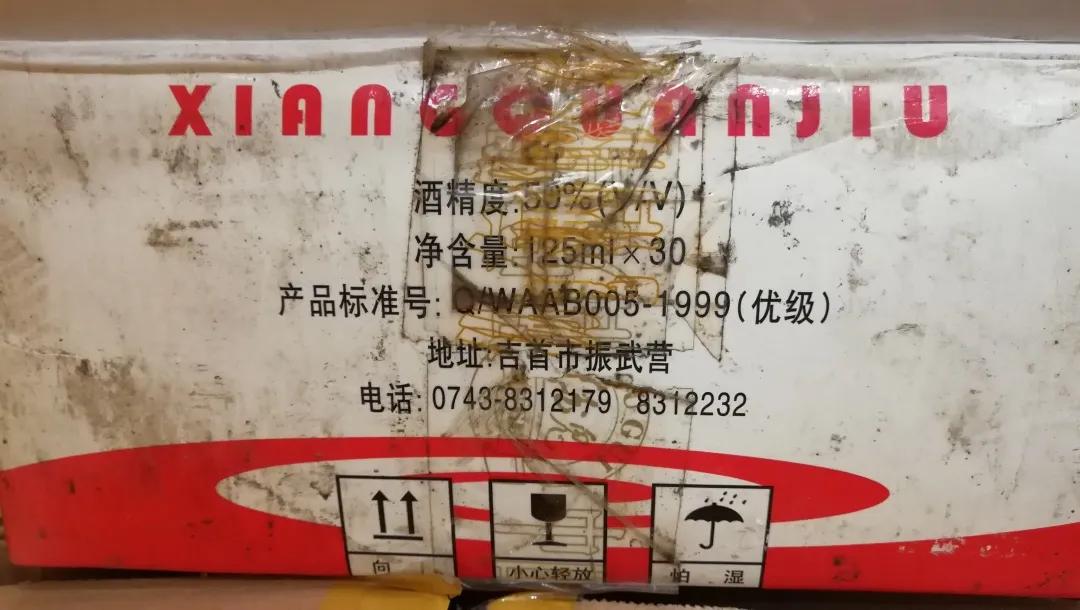 XIANGQUANJIU
酒精度:50%(V/V)
净含量:125ml×30
产品标准号: Q/WAAB005-1999(优级)
地址:吉首市振武营
电话: 0743-8312179 8312232
向 小心轻放 怕 湿